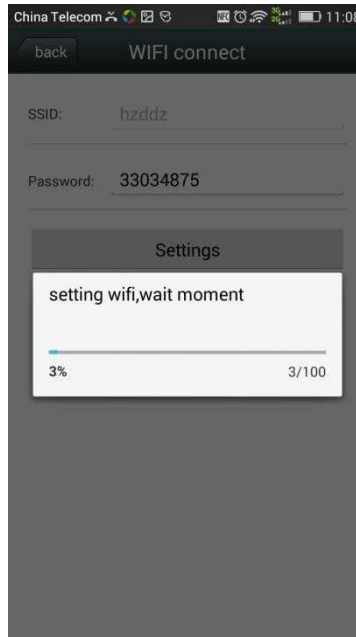 China Telecom 11:08
back WIFI connect
SSID: hzddz
Password: 33034875
Settings
setting wifi,wait moment
3% 3/100